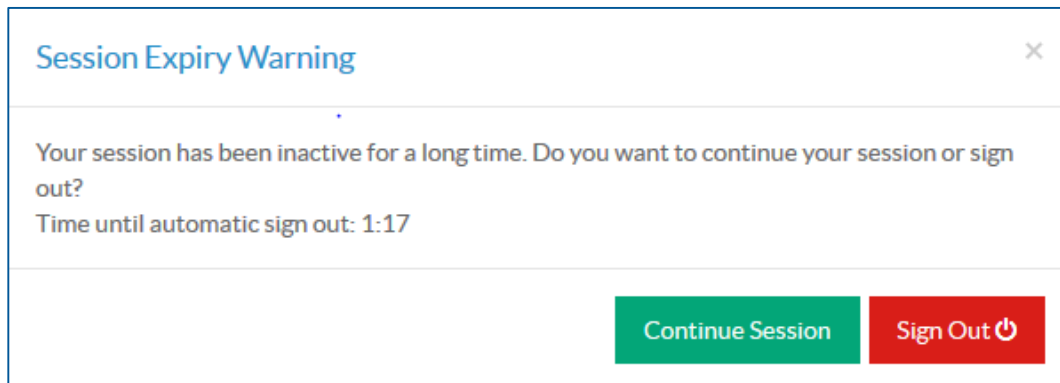 Session Expiry Warning
Your session has been inactive for a long time. Do you want to continue your session or sign
out?
Time until automatic sign out: 1:17
Continue Session
Sign Out